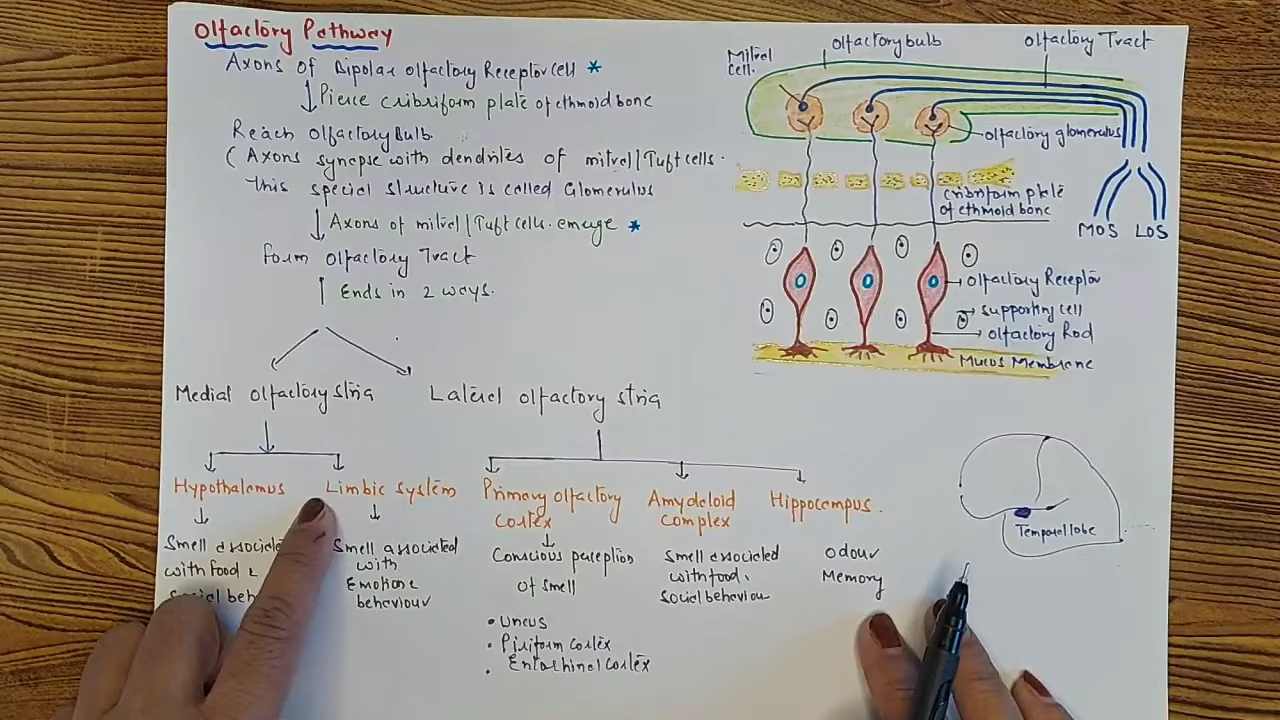 Olfactory Pathway
Axons of Bipolar olfactory Receptor cell *
Pierce cribriform plate of ethmoid bone
Reach olfactory Bulb.
( Axons synapse with dendrites of mitral/Tuft cells.
This special structure is called Glomerulus
Axons of mitral/Tuft cells. emerge *
form olfactory Tract
Ends in 2 ways.
Medial olfactory stria
Lateral olfactory stria
Hypothalamus
Limbic system
Primary olfactory
cortex
Amygdaloid
complex
Hippocampus.
Smell
with food &
Smell associated
with
Emotion &
behaviour
Conscious perception
of smell
• Uncus
• Piriform cortex
• Entorhinal cortex
Smell associated
with food &
social behaviour
odour
Memory
Mitral
cell.
olfactory bulb
olfactory Tract
olfactory glomerulus
cribriform plate
of ethmoid bone
MOS
LOS
olfactory Receptor
supporting cell
olfactory Rod
Mucos Membrane
Temporal lobe